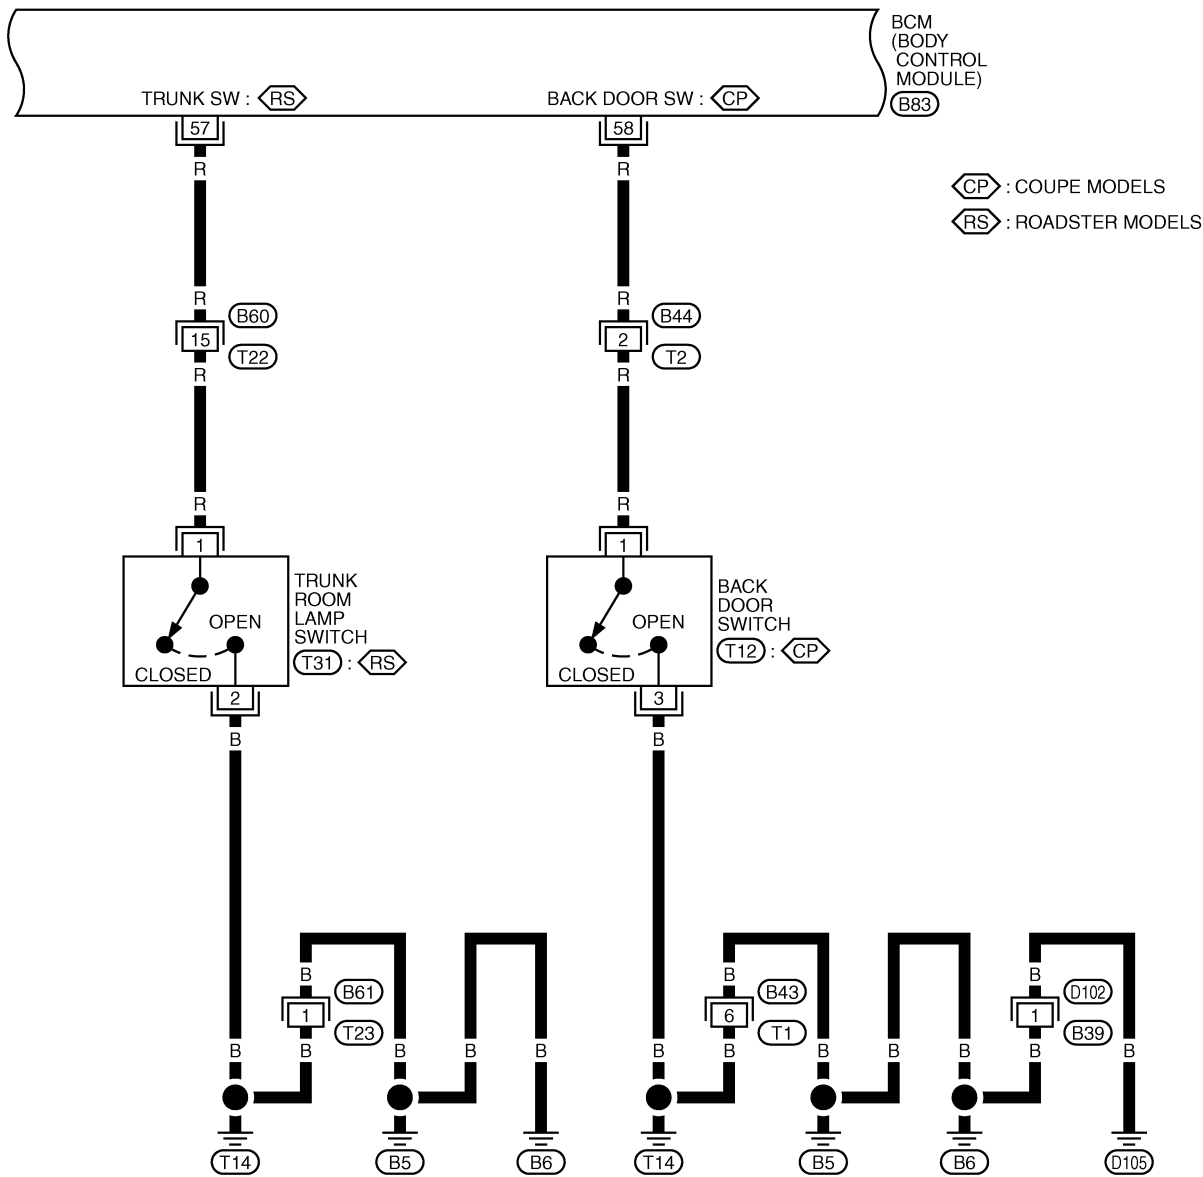 BCM
(BODY
CONTROL
MODULE)
B83
TRUNK SW : RS
BACK DOOR SW : CP
57
58
R
R
CP : COUPE MODELS
RS : ROADSTER MODELS
R
R
B60
B44
15
2
T22
T2
R
R
R
R
1
1
TRUNK
ROOM
LAMP
SWITCH
T31 : RS
OPEN
CLOSED
BACK
DOOR
SWITCH
T12 : CP
OPEN
CLOSED
2
3
B
B
B
B
B
B61
B43
D102
1
6
1
T23
T1
B39
B
B
B
B
B
B
B
B
B
B
B
B
T14
B5
B6
T14
B5
B6
D105